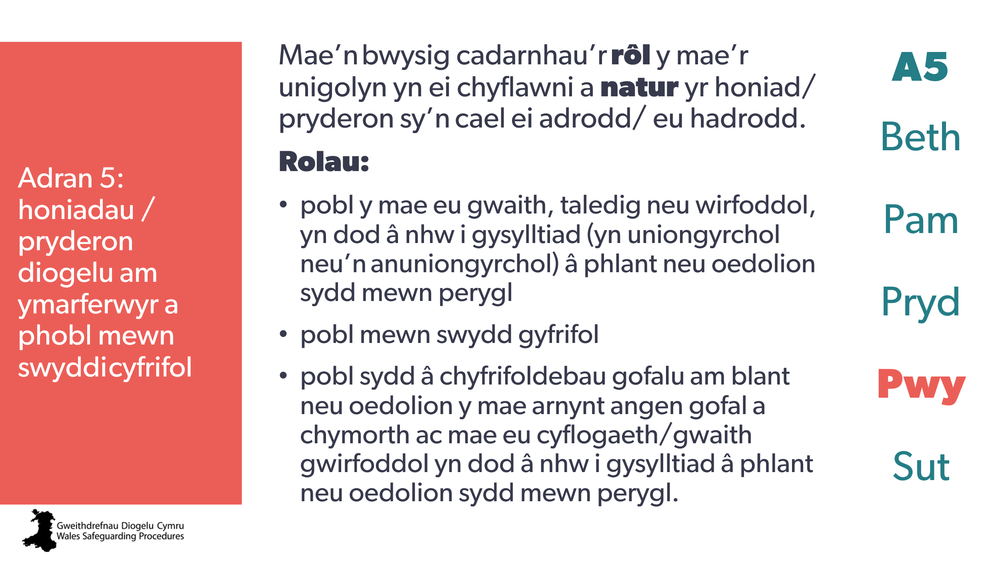 Adran 5:
honiadau /
pryderon
diogelu am
ymarferwyr a
phobl mewn
swyddi cyfrifol
Mae'n bwysig cadarnhau'r rôl y mae'r
unigolyn yn ei chyflawni a natur yr honiad/
pryderon sy'n cael ei adrodd/ eu hadrodd.
Rolau:
• pobl y mae eu gwaith, taledig neu wirfoddol,
yn dod â nhw i gysylltiad (yn uniongyrchol
neu'n anuniongyrchol) â phlant neu oedolion
sydd mewn perygl
• pobl mewn swydd gyfrifol
• pobl sydd â chyfrifoldebau gofalu am blant
neu oedolion y mae arnynt angen gofal a
chymorth ac mae eu cyflogaeth/gwaith
gwirfoddol yn dod â nhw i gysylltiad â phlant
neu oedolion sydd mewn perygl.
A5
Beth
Pam
Pryd
Pwy
Sut
Gweithdrefnau Diogelu Cymru
Wales Safeguarding Procedures